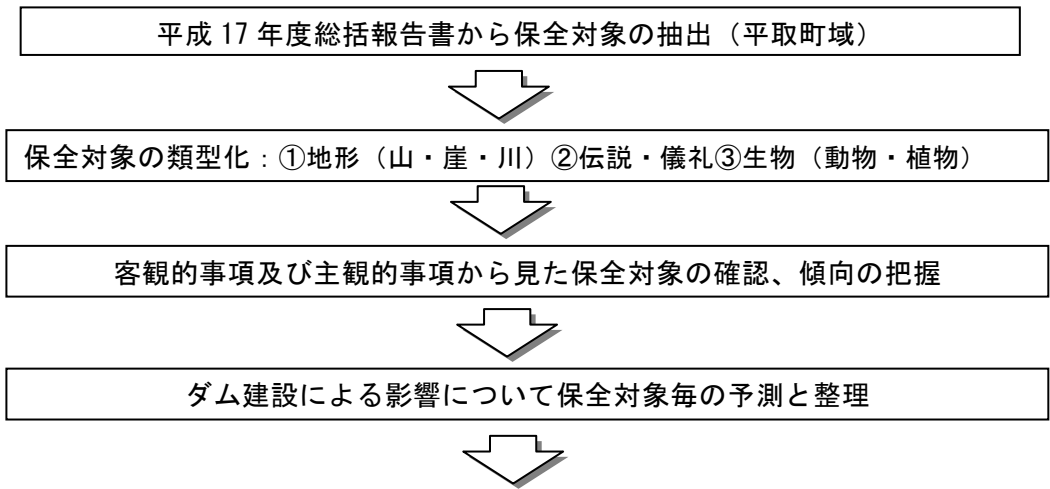 平成 17 年度総括報告書から保全対象の抽出（平取町域）
保全対象の類型化：①地形（山・崖・川）②伝説・儀礼③生物（動物・植物）
客観的事項及び主観的事項から見た保全対象の確認、傾向の把握
ダム建設による影響について保全対象毎の予測と整理